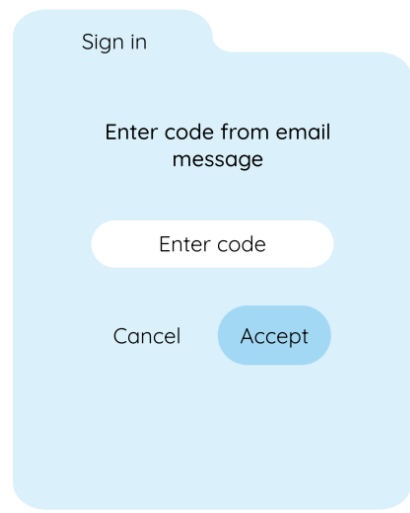 Sign in
Enter code from email
message
Enter code
Cancel Accept